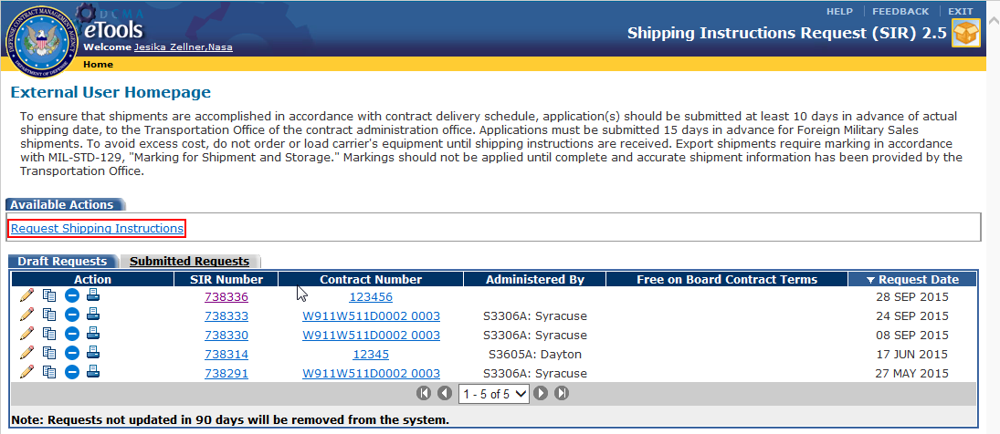 HELP FEEDBACK EXIT
DCMA
eTools
Welcome Jesika Zellner,Nasa
Shipping Instructions Request (SIR) 2.5
DEFENSE CONTRACT MANAGEMENT AGENCY
DEPARTMENT OF DEFENSE
Home
External User Homepage
To ensure that shipments are accomplished in accordance with contract delivery schedule, application(s) should be submitted at least 10 days in advance of actual
shipping date, to the Transportation Office of the contract administration office. Applications must be submitted 15 days in advance for Foreign Military Sales
shipments. To avoid excess cost, do not order or load carrier's equipment until shipping instructions are received. Export shipments require marking in accordance
with MIL-STD-129, "Marking for Shipment and Storage." Markings should not be applied until complete and accurate shipment information has been provided by the
Transportation Office.
Available Actions
Request Shipping Instructions
Draft Requests Submitted Requests
Action SIR Number Contract Number Administered By Free on Board Contract Terms Request Date
738336 123456 28 SEP 2015
738333 W911W511D0002 0003 S3306A: Syracuse 24 SEP 2015
738330 W911W511D0002 0003 S3306A: Syracuse 08 SEP 2015
738314 12345 S3605A: Dayton 17 JUN 2015
738291 W911W511D0002 0003 S3306A: Syracuse 27 MAY 2015
1 - 5 of 5
Note: Requests not updated in 90 days will be removed from the system.